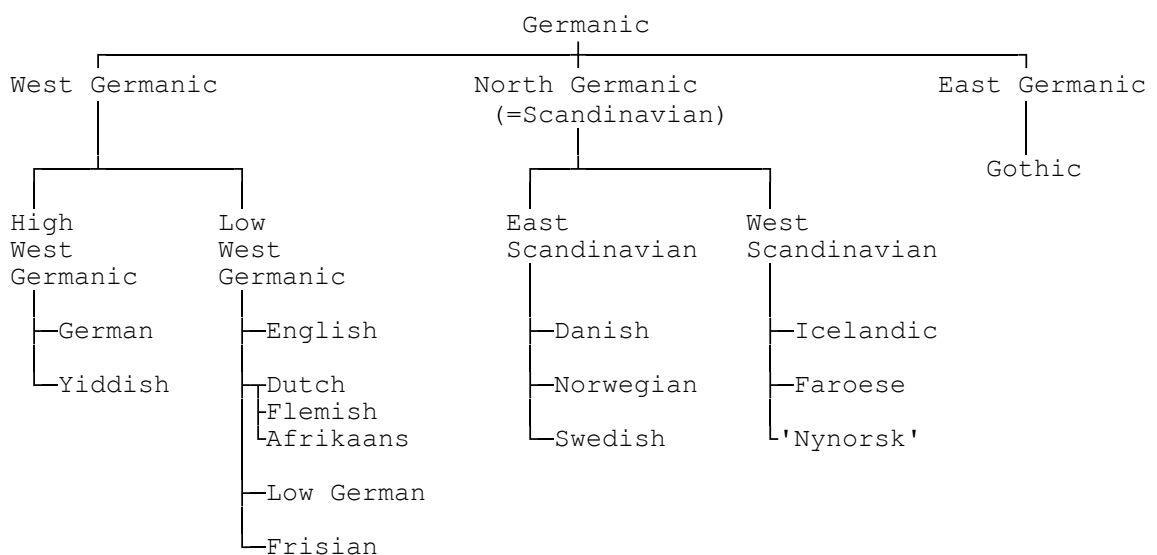 Germanic
West Germanic
North Germanic
(=Scandinavian)
East Germanic
Gothic
High
West
Germanic
German
Yiddish
Low
West
Germanic
English
Dutch
Flemish
Afrikaans
Low German
Frisian
East
Scandinavian
Danish
Norwegian
Swedish
West
Scandinavian
Icelandic
Faroese
'Nynorsk'